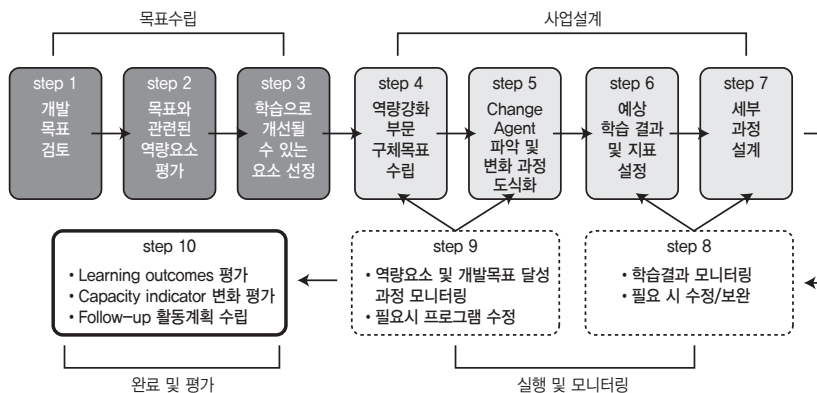 목표수립
사업설계
step 1
개발
목표
검토
step 2
목표와
관련된
역량요소
평가
step 3
학습으로
개선될
수 있는
요소 선정
step 4
역량강화
부문
구체목표
수립
step 5
Change
Agent
파악 및
변화 과정
도식화
step 6
예상
학습 결과
및 지표
설정
step 7
세부
과정
설계
step 10
• Learning outcomes 평가
• Capacity indicator 변화 평가
• Follow-up 활동계획 수립
step 9
• 역량요소 및 개발목표 달성
과정 모니터링
• 필요시 프로그램 수정
step 8
• 학습결과 모니터링
• 필요 시 수정/보완
완료 및 평가
실행 및 모니터링